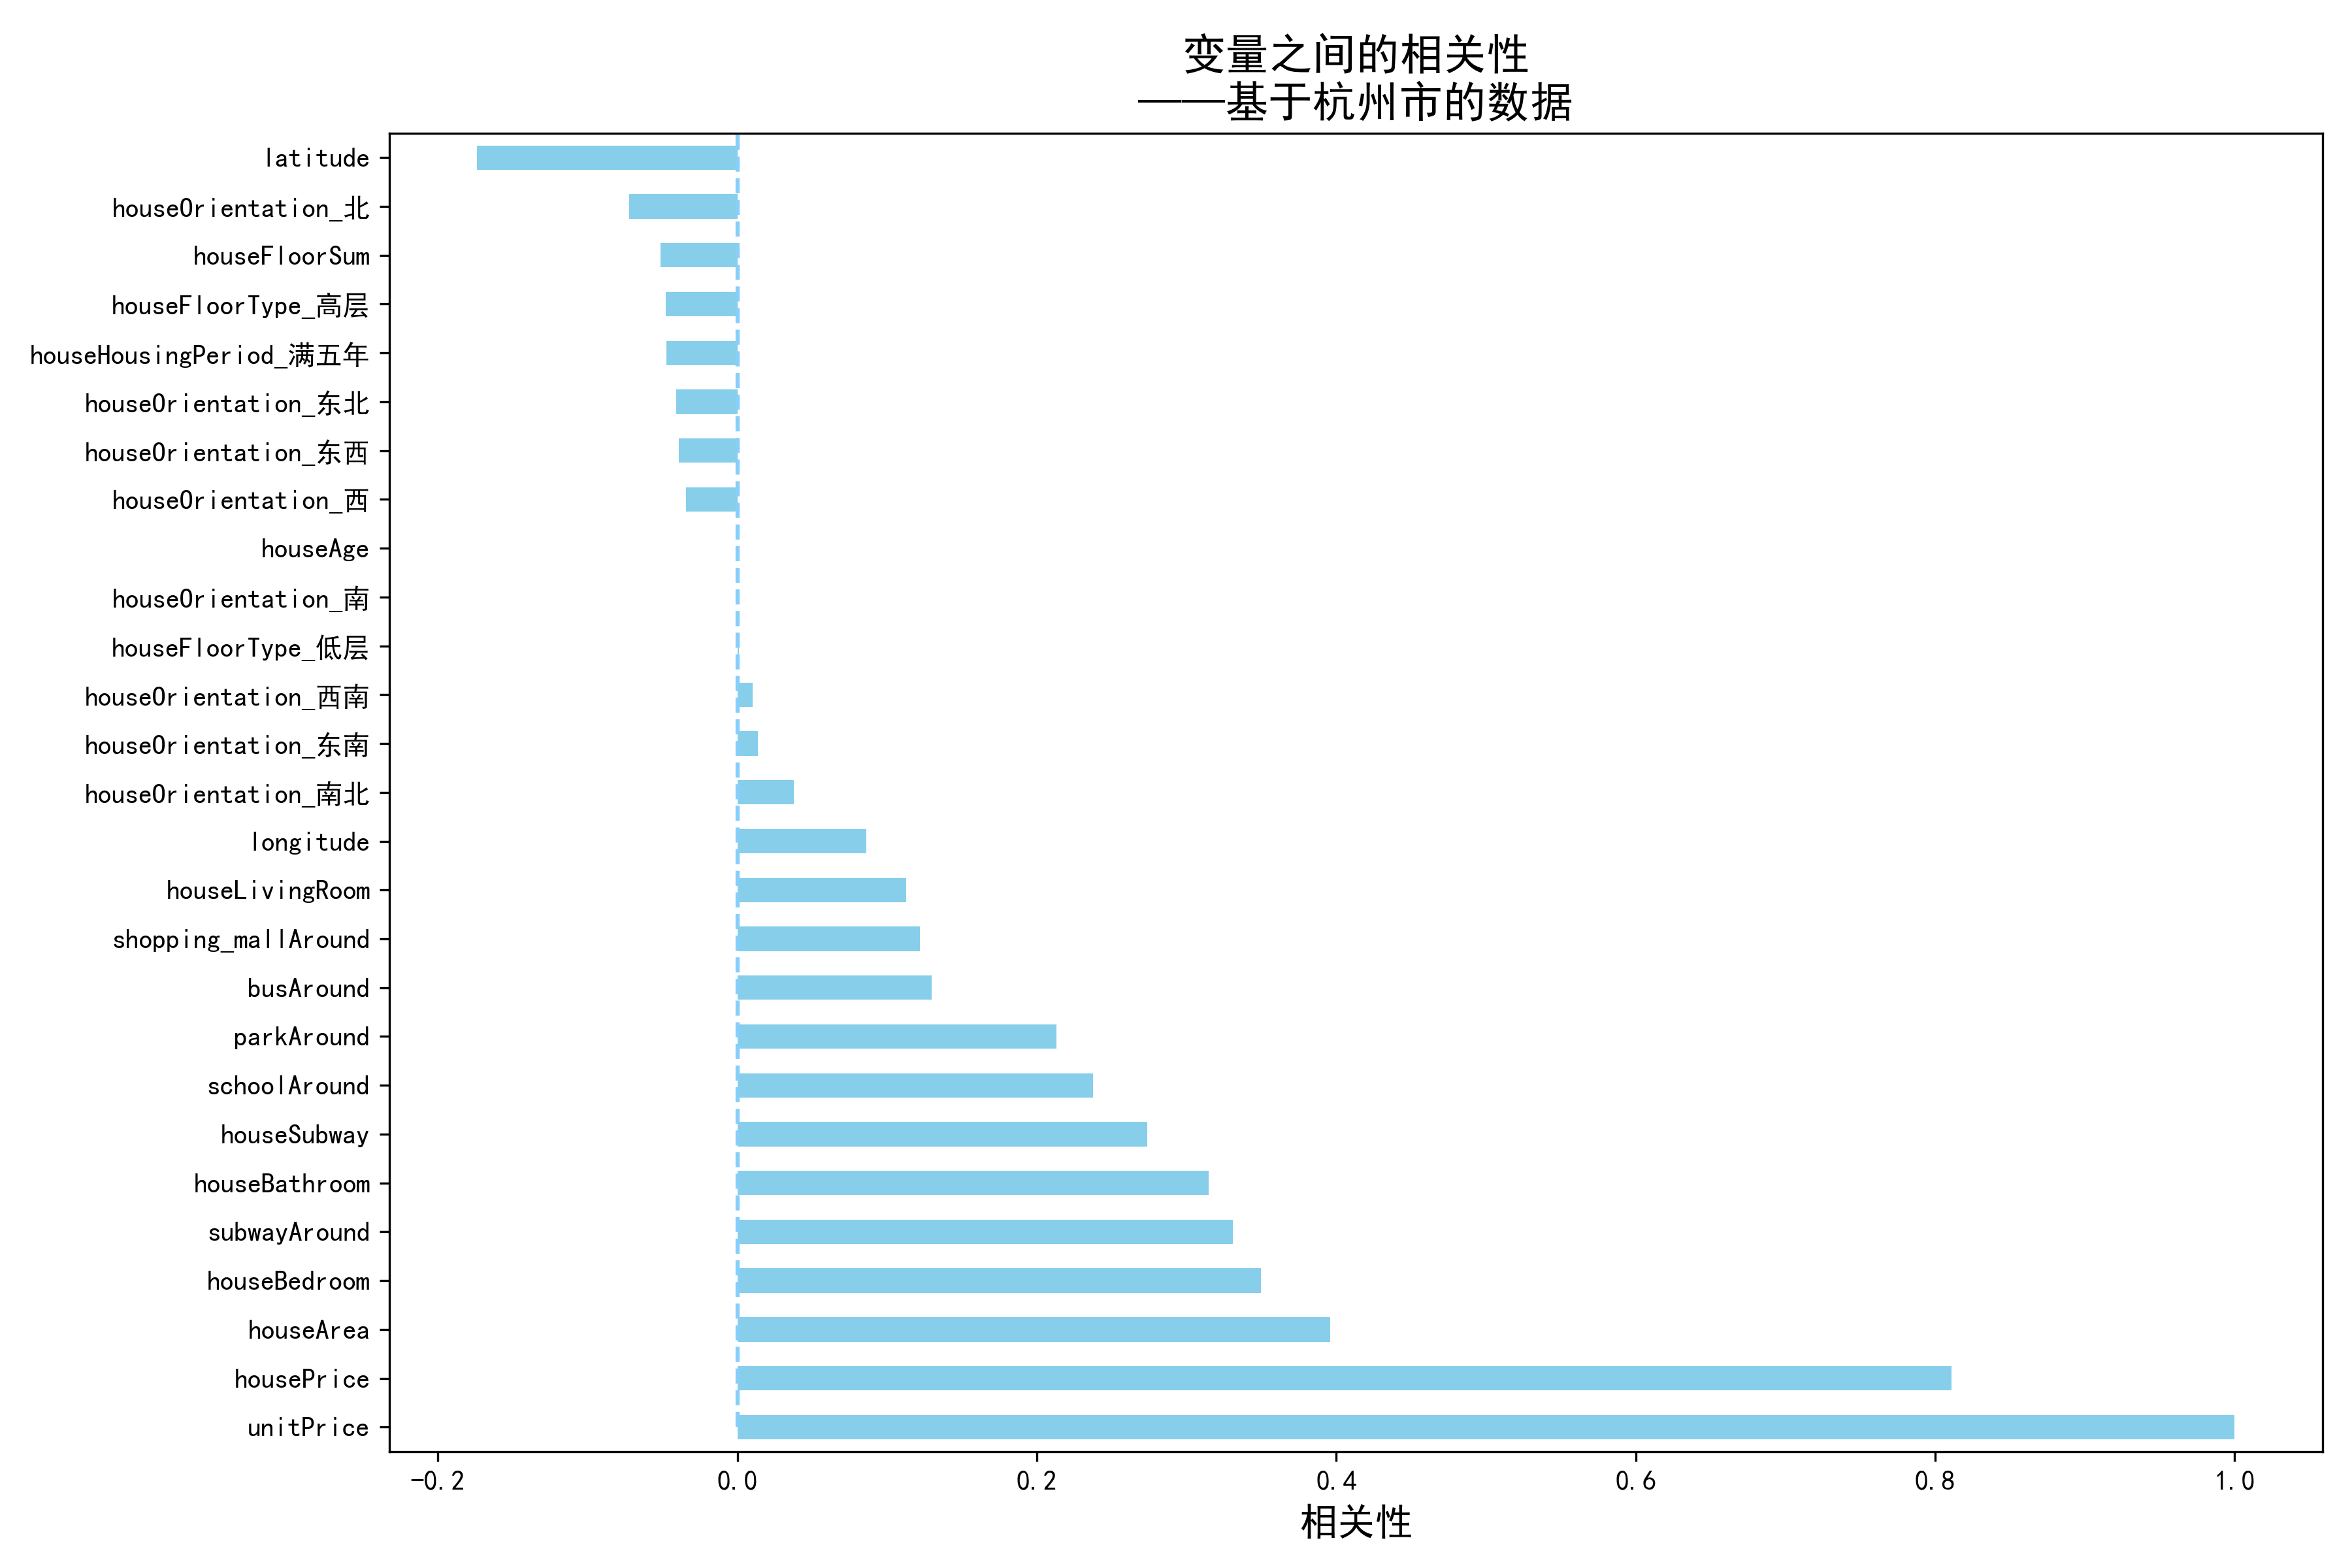 变量之间的相关性
——基于杭州市的数据
latitude
houseOrientation_北
houseFloorSum
houseFloorType_高层
houseHousingPeriod_满五年
houseOrientation_东北
houseOrientation_东西
houseOrientation_西
houseAge
houseOrientation_南
houseFloorType_低层
houseOrientation_西南
houseOrientation_东南
houseOrientation_南北
longitude
houseLivingRoom
shopping_mallAround
busAround
parkAround
schoolAround
houseSubway
houseBathroom
subwayAround
houseBedroom
houseArea
housePrice
unitPrice
-0.2 0.0 0.2 0.4 0.6 0.8 1.0
相关性